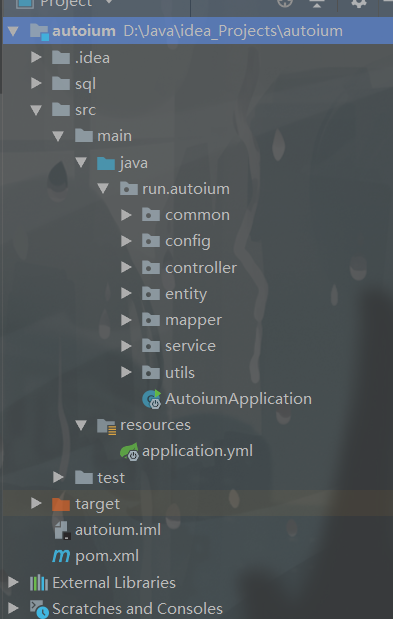 Project
autoium D:\Java\idea_Projects\autoium
.idea
sql
src
main
java
run.autoium
common
config
controller
entity
mapper
service
utils
AutoiumApplication
resources
application.yml
test
target
autoium.iml
pom.xml
External Libraries
Scratches and Consoles